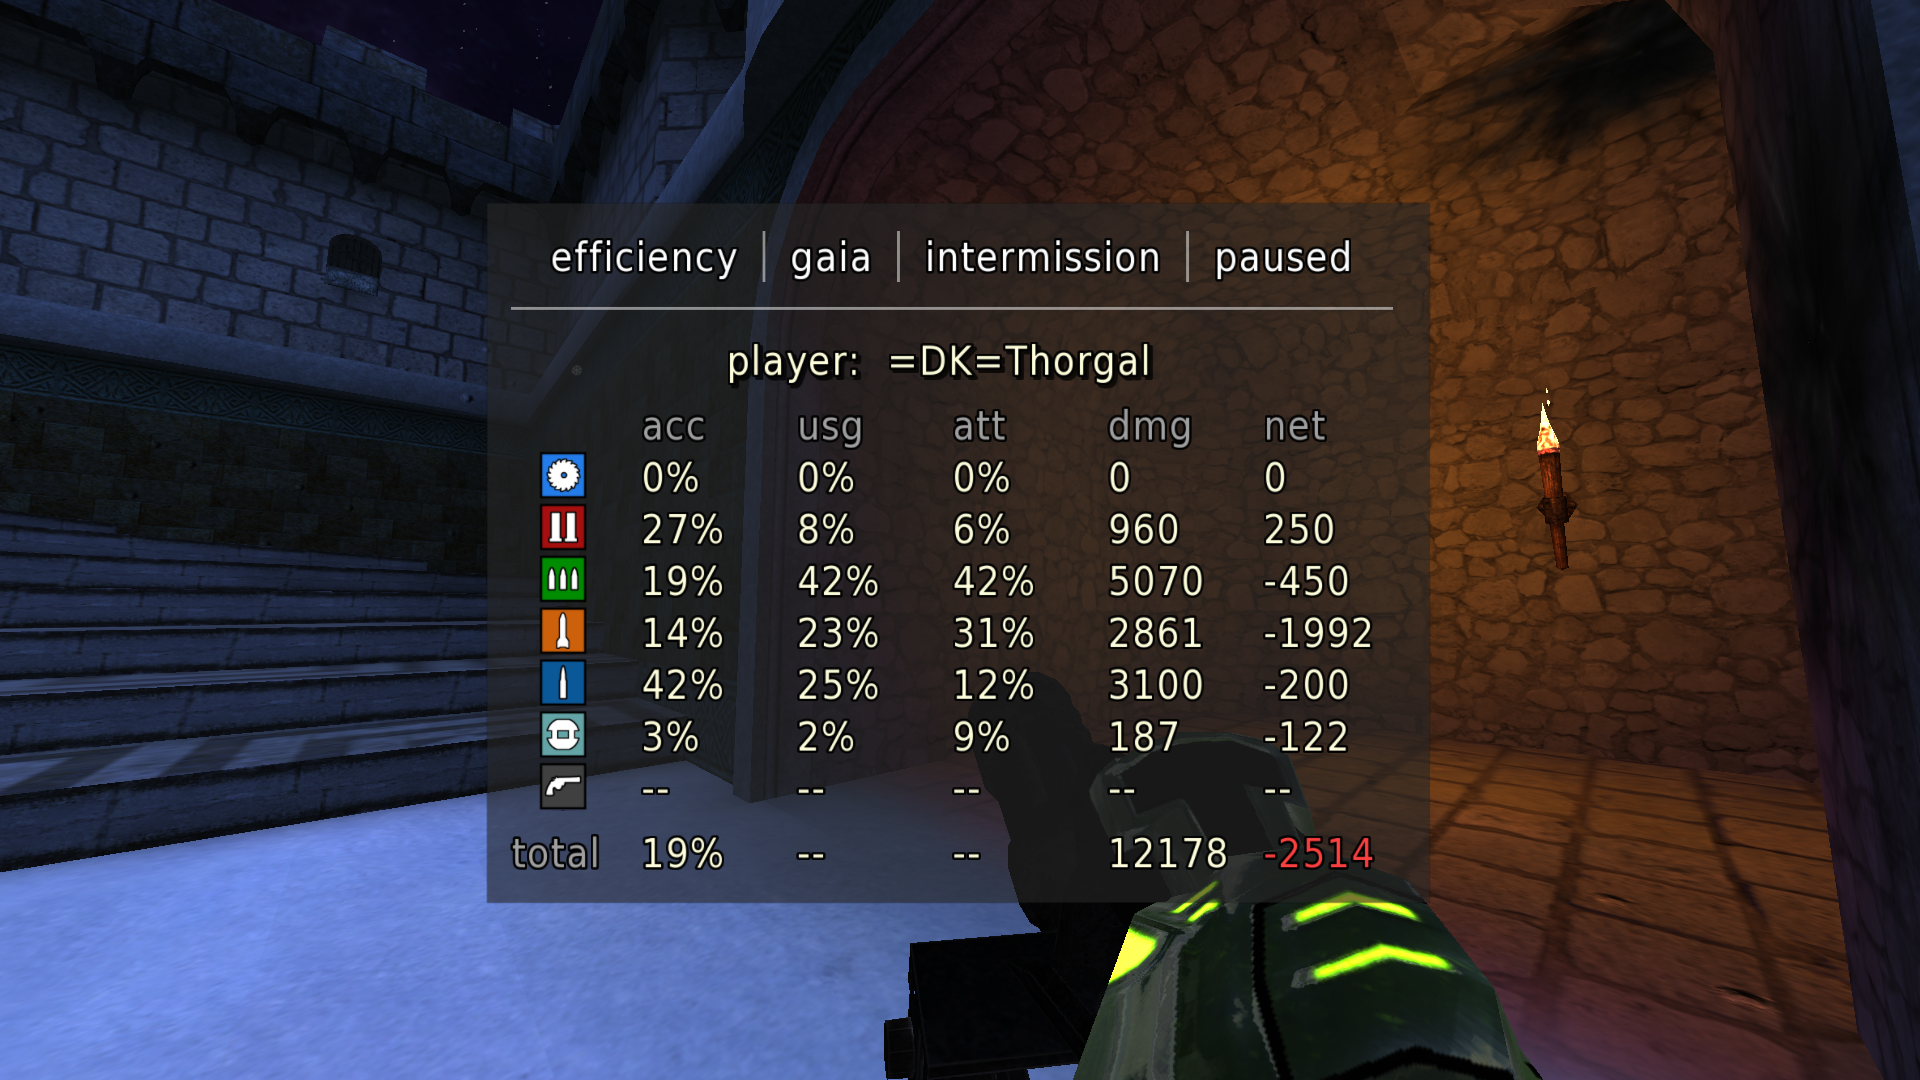 efficiency | gaia | intermission | paused
player: =DK=Thorgal
acc usg att dmg net
0% 0% 0% 0 0
27% 8% 6% 960 250
19% 42% 42% 5070 -450
14% 23% 31% 2861 -1992
42% 25% 12% 3100 -200
3% 2% 9% 187 -122
-- -- -- -- --
total 19% -- -- 12178 -2514